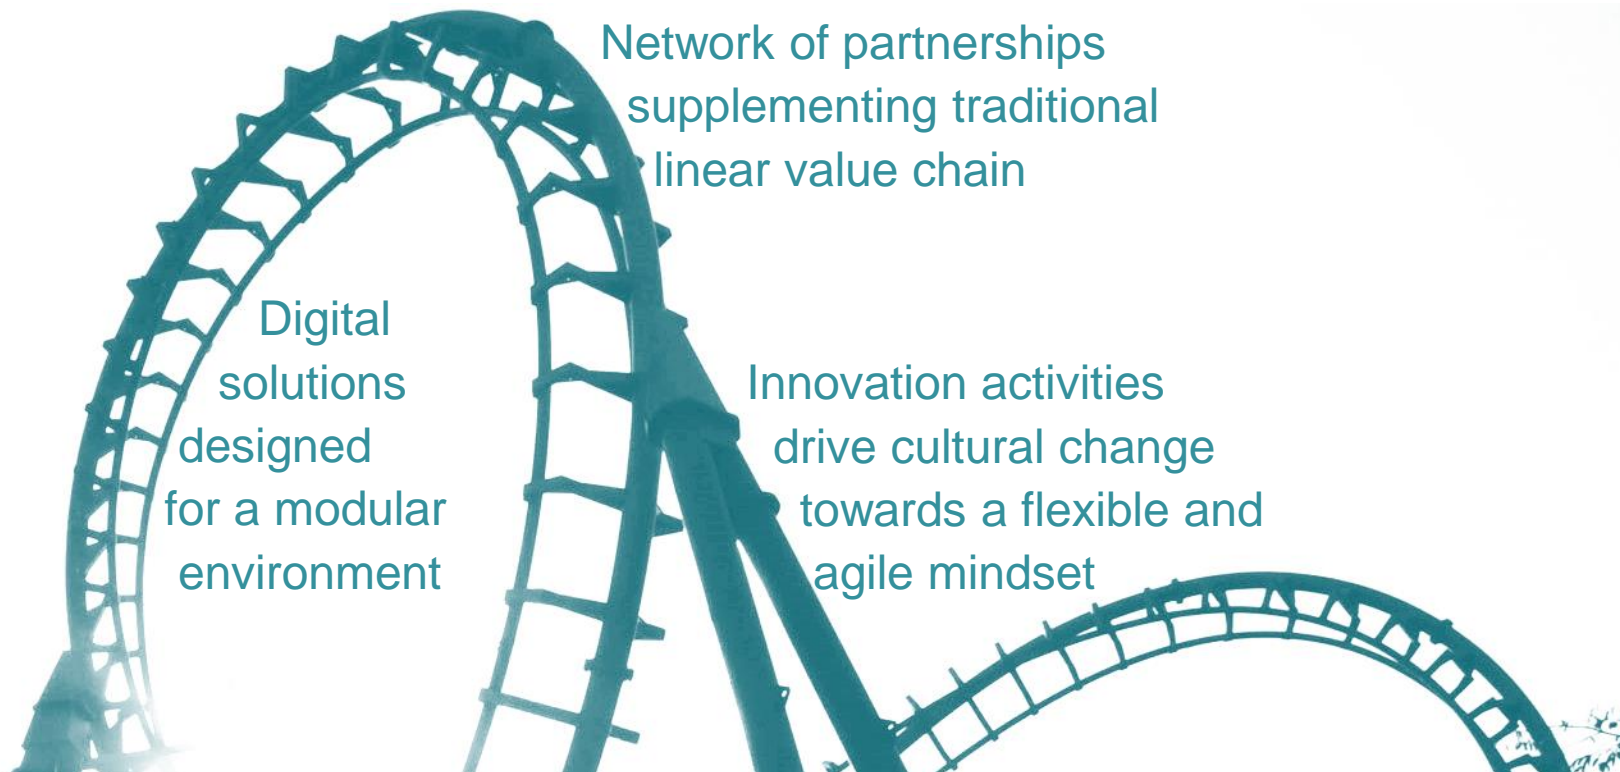 Network of partnerships
supplementing traditional
linear value chain
Digital
solutions
designed
for a modular
environment
Innovation activities
drive cultural change
towards a flexible and
agile mindset